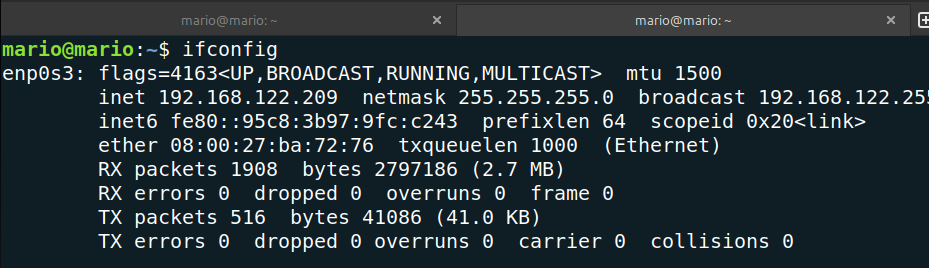 mario@mario: ~ × mario@mario: ~ ×
mario@mario:~$ ifconfig
enp0s3: flags=4163<UP,BROADCAST,RUNNING,MULTICAST>  mtu 1500
        inet 192.168.122.209  netmask 255.255.255.0  broadcast 192.168.122.255
        inet6 fe80::95c8:3b97:9fc:c243  prefixlen 64  scopeid 0x20<link>
        ether 08:00:27:ba:72:76  txqueuelen 1000  (Ethernet)
        RX packets 1908  bytes 2797186 (2.7 MB)
        RX errors 0  dropped 0  overruns 0  frame 0
        TX packets 516  bytes 41086 (41.0 KB)
        TX errors 0  dropped 0 overruns 0  carrier 0  collisions 0